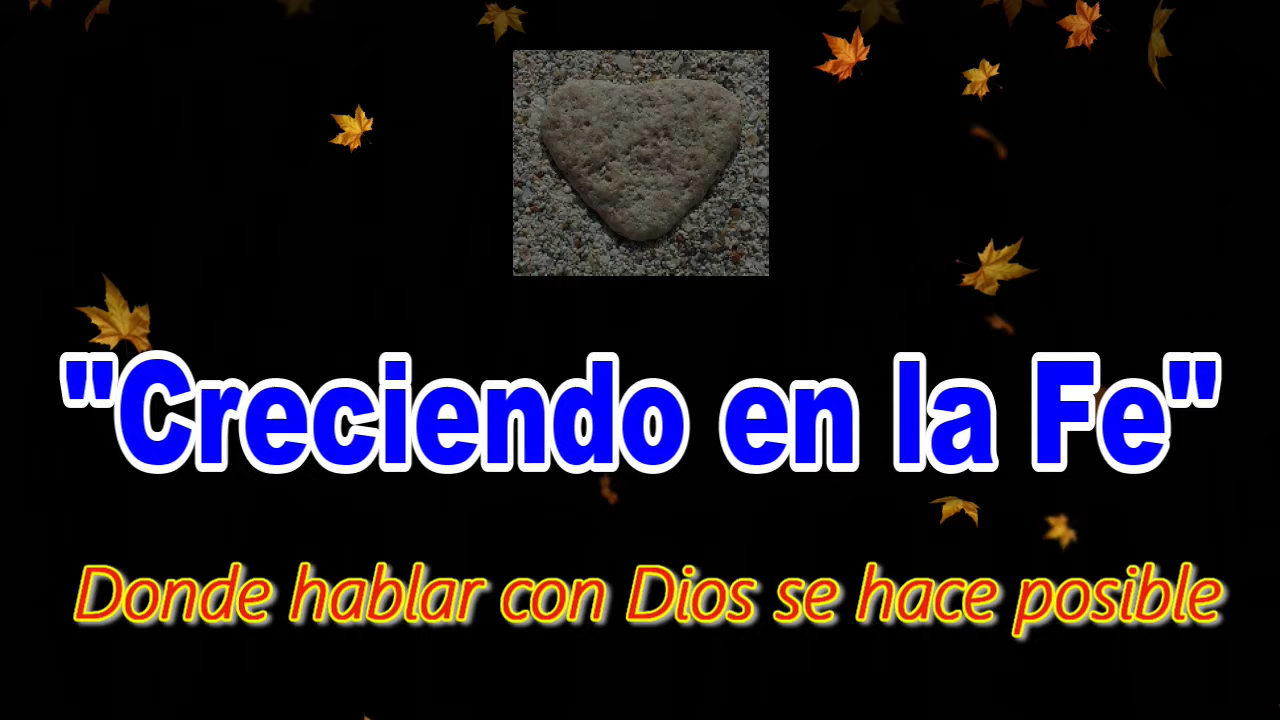 "Creciendo en la Fe"
Donde hablar con Dios se hace posible